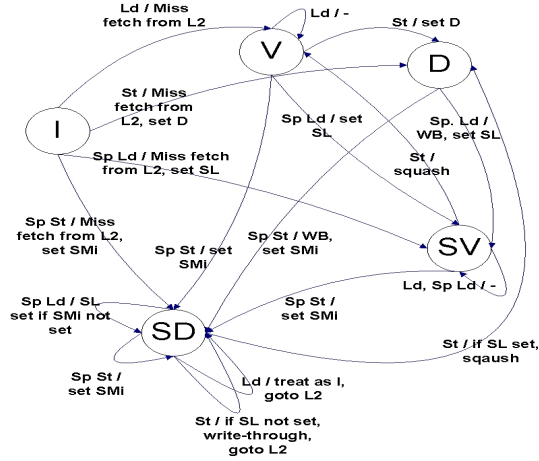 Ld / Miss
fetch from L2
Ld / -
St / set D
V
D
St / Miss
fetch from
L2, set D
I
Sp Ld / set
SL
Sp. Ld /
WB, set SL
Sp Ld / Miss fetch
from L2, set SL
St /
squash
Sp St / Miss
fetch from L2,
set SMi
Sp St / set
SMi
Sp St / WB,
set SMi
SV
Ld, Sp Ld / -
Sp Ld / SL
set if SMi not
set
SD
Sp St /
set SMi
St / if SL set,
sqaush
Sp St /
set SMi
Ld / treat as I,
goto L2
St / if SL not set,
write-through,
goto L2